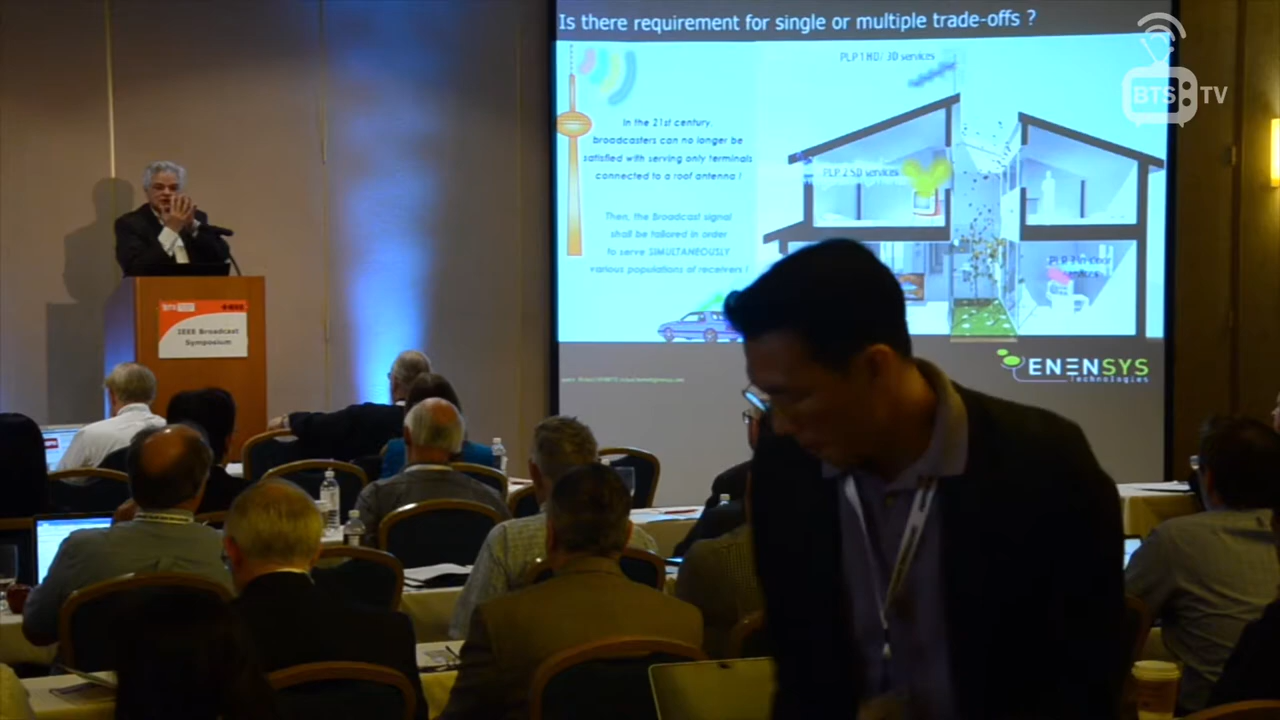 Is there requirement for single or multiple trade-offs ?
BTS TV
PLP 1 HD/ 3D services
In the 21st century,
broadcasters can no longer be
satisfied with serving only terminals
connected to a roof antenna !
PLP 2 SD services
Then, the Broadcast signal
shall be tailored in order
to serve SIMULTANEOUSLY
various populations of receivers !
services
BTS
IEEE
IEEE Broadcast
Symposium
ENENSYS
Technologies